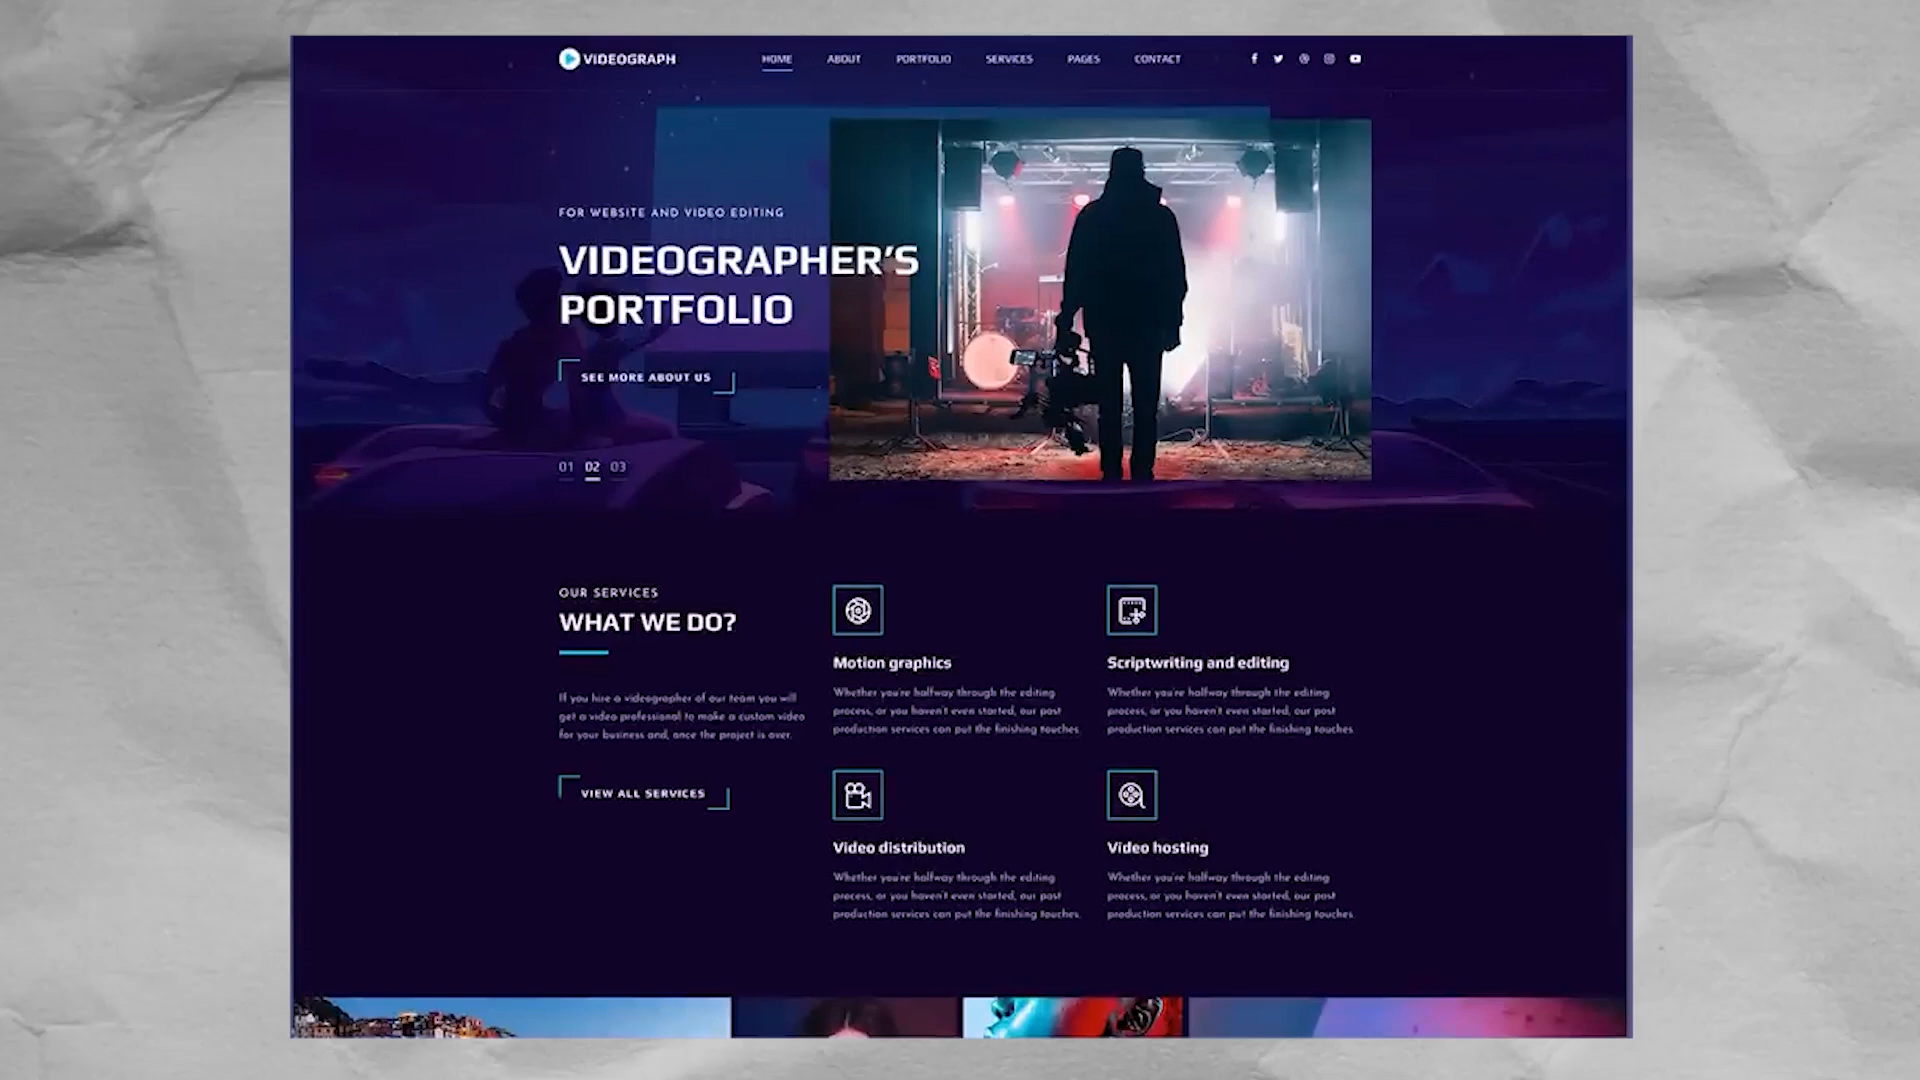 VIDEOGRAPH
HOME ABOUT PORTFOLIO SERVICES PAGES CONTACT
FOR WEBSITE AND VIDEO EDITING
VIDEOGRAPHER'S
PORTFOLIO
SEE MORE ABOUT US
01 02 03
OUR SERVICES
WHAT WE DO?
If you hire a videographer of our team you will
get a video professional to make a custom video
for your business and, once the project is over.
VIEW ALL SERVICES
Motion graphics
Whether you're halfway through the editing
process, or you haven't even started, our post
production services can put the finishing touches.
Scriptwriting and editing
Whether you're halfway through the editing
process, or you haven't even started, our post
production services can put the finishing touches.
Video distribution
Whether you're halfway through the editing
process, or you haven't even started, our post
production services can put the finishing touches.
Video hosting
Whether you're halfway through the editing
process, or you haven't even started, our post
production services can put the finishing touches.